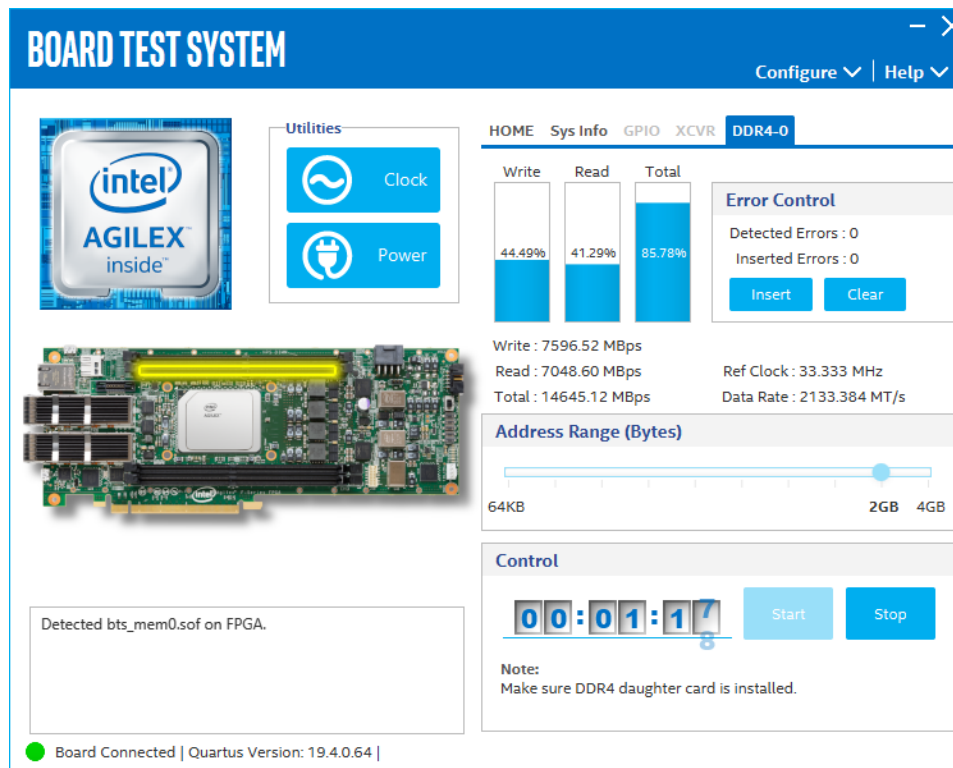 BOARD TEST SYSTEM
Configure | Help
intel
AGILEX™
inside™
Utilities
Clock
Power
HOME Sys Info GPIO XCVR DDR4-0
Write Read Total
44.49% 41.29% 85.78%
Error Control
Detected Errors : 0
Inserted Errors : 0
Insert Clear
Write : 7596.52 MBps
Read : 7048.60 MBps
Total : 14645.12 MBps
Ref Clock : 33.333 MHz
Data Rate : 2133.384 MT/s
Address Range (Bytes)
64KB 2GB 4GB
Control
00:01:17
8
Start Stop
Note:
Make sure DDR4 daughter card is installed.
intel
Detected bts_mem0.sof on FPGA.
Board Connected | Quartus Version: 19.4.0.64 |